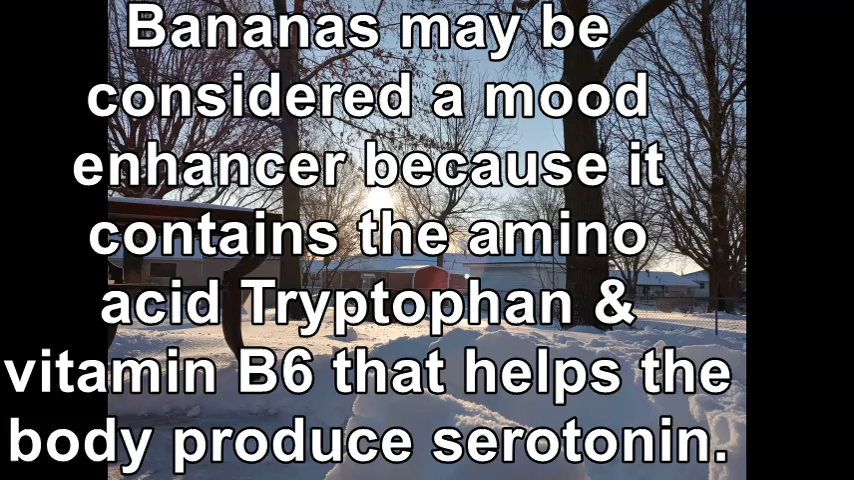 Bananas may be
considered a mood
enhancer because it
contains the amino
acid Tryptophan &
vitamin B6 that helps the
body produce serotonin.